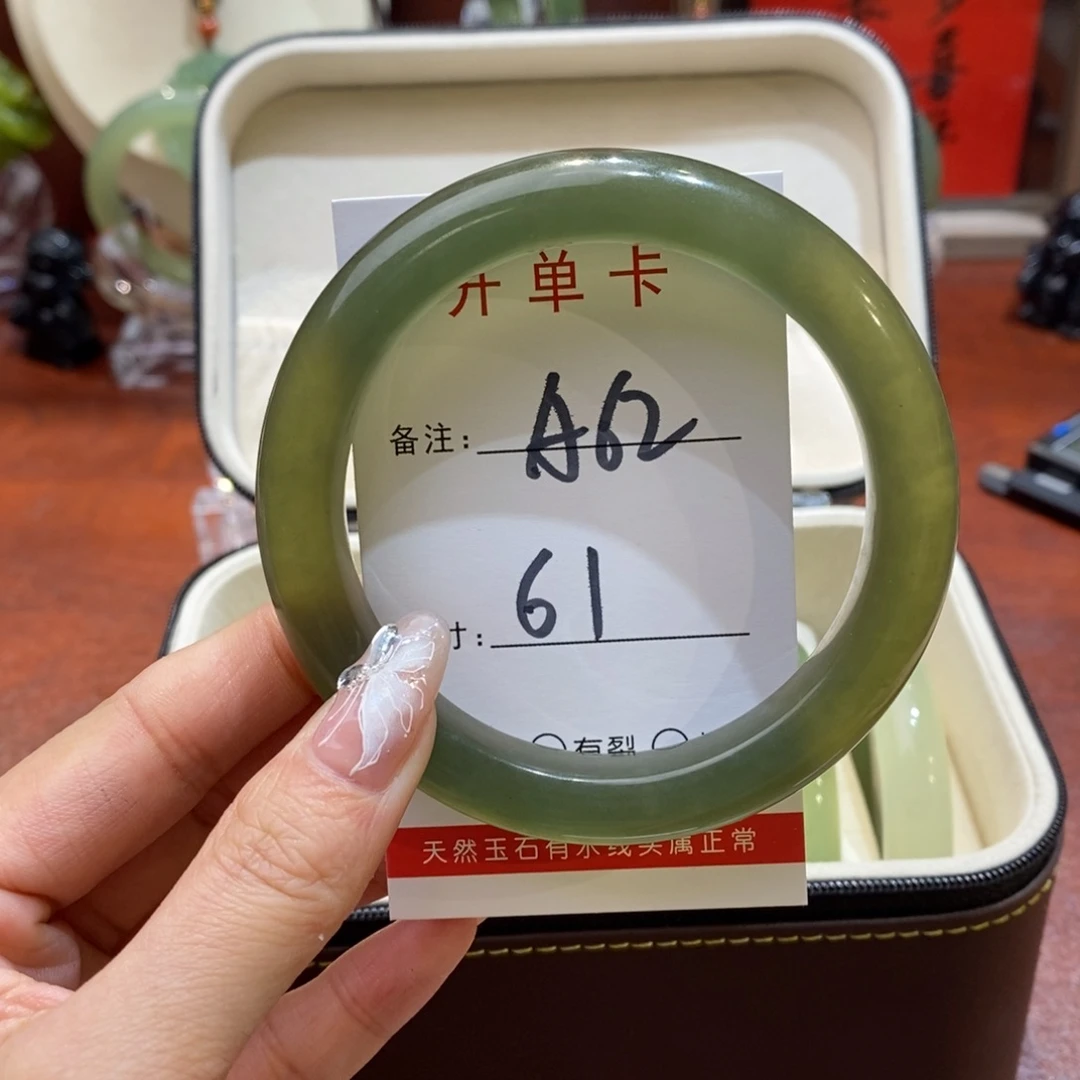 开单卡
备注: A62
寸: 61
○有裂 ○
天然玉石有水线实属正常